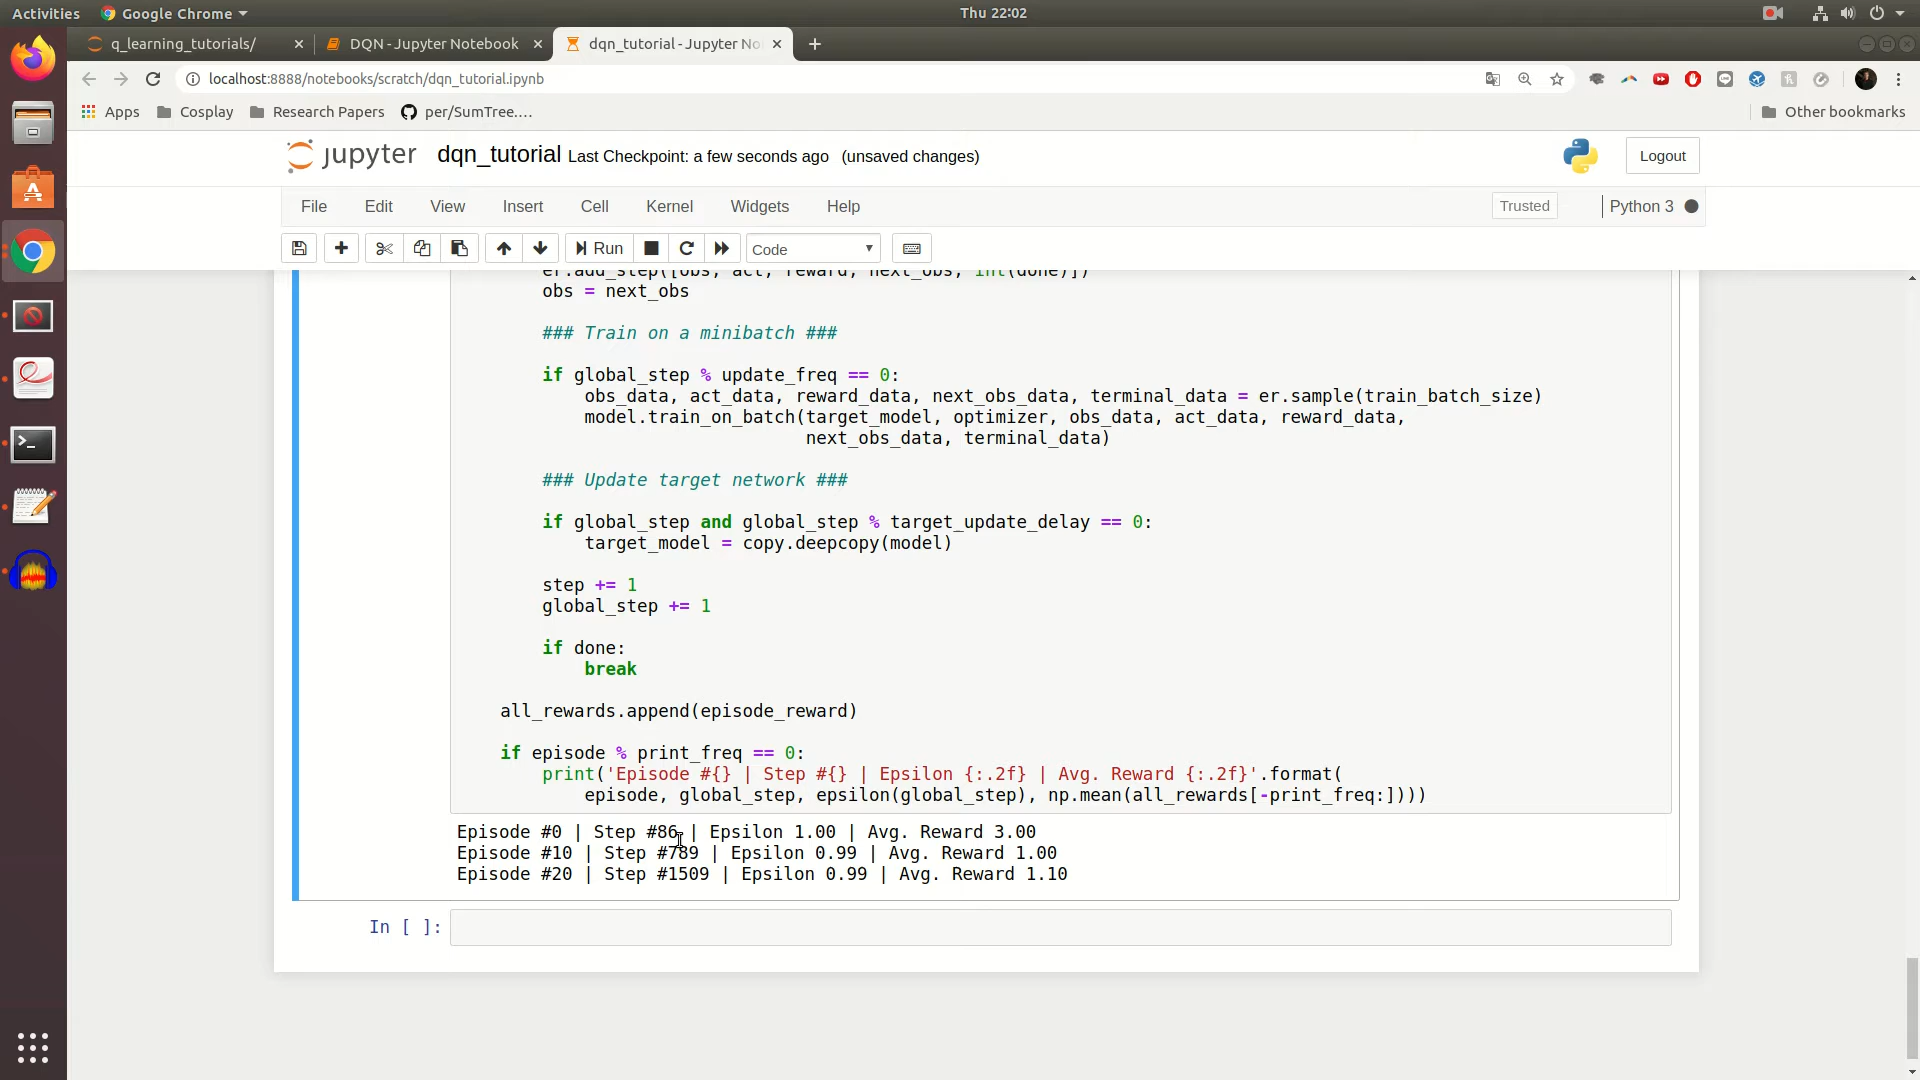 Activities
Google Chrome
Thu 22:02
q_learning_tutorials/
DQN - Jupyter Notebook
dqn_tutorial - Jupyter No
localhost:8888/notebooks/scratch/dqn_tutorial.ipynb
Apps
Cosplay
Research Papers
per/SumTree....
Other bookmarks
jupyter
dqn_tutorial Last Checkpoint: a few seconds ago (unsaved changes)
Logout
File
Edit
View
Insert
Cell
Kernel
Widgets
Help
Trusted
Python 3
Run
Code
er.add_step([obs, act, reward, next_obs, int(done)])
obs = next_obs
### Train on a minibatch ###
if global_step % update_freq == 0:
obs_data, act_data, reward_data, next_obs_data, terminal_data = er.sample(train_batch_size)
model.train_on_batch(target_model, optimizer, obs_data, act_data, reward_data,
next_obs_data, terminal_data)
### Update target network ###
if global_step and global_step % target_update_delay == 0:
target_model = copy.deepcopy(model)
step += 1
global_step += 1
if done:
break
all_rewards.append(episode_reward)
if episode % print_freq == 0:
print('Episode #{} | Step #{} | Epsilon {:.2f} | Avg. Reward {:.2f}'.format(
episode, global_step, epsilon(global_step), np.mean(all_rewards[-print_freq:])))
Episode #0 | Step #86 | Epsilon 1.00 | Avg. Reward 3.00
Episode #10 | Step #789 | Epsilon 0.99 | Avg. Reward 1.00
Episode #20 | Step #1509 | Epsilon 0.99 | Avg. Reward 1.10
In [ ]: